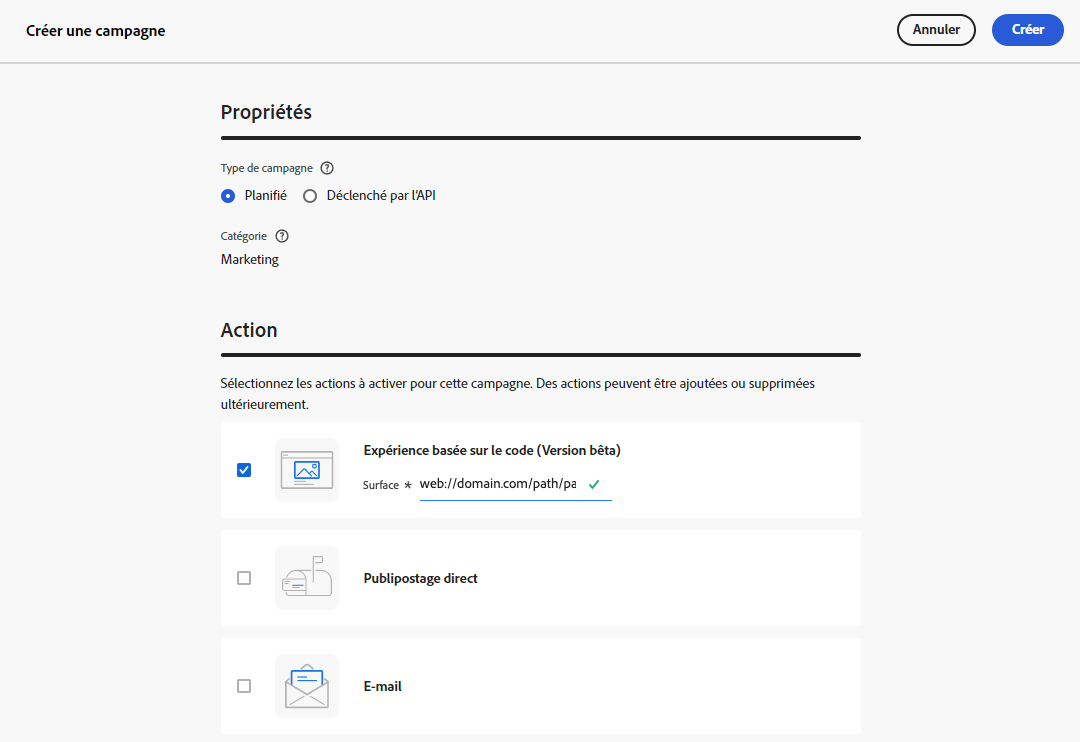 Créer une campagne
Annuler
Créer
Propriétés
Type de campagne
Planifié
Déclenché par l'API
Catégorie
Marketing
Action
Sélectionnez les actions à activer pour cette campagne. Des actions peuvent être ajoutées ou supprimées
ultérieurement.
Expérience basée sur le code (Version bêta)
Surface * web://domain.com/path/pa
Publipostage direct
E-mail